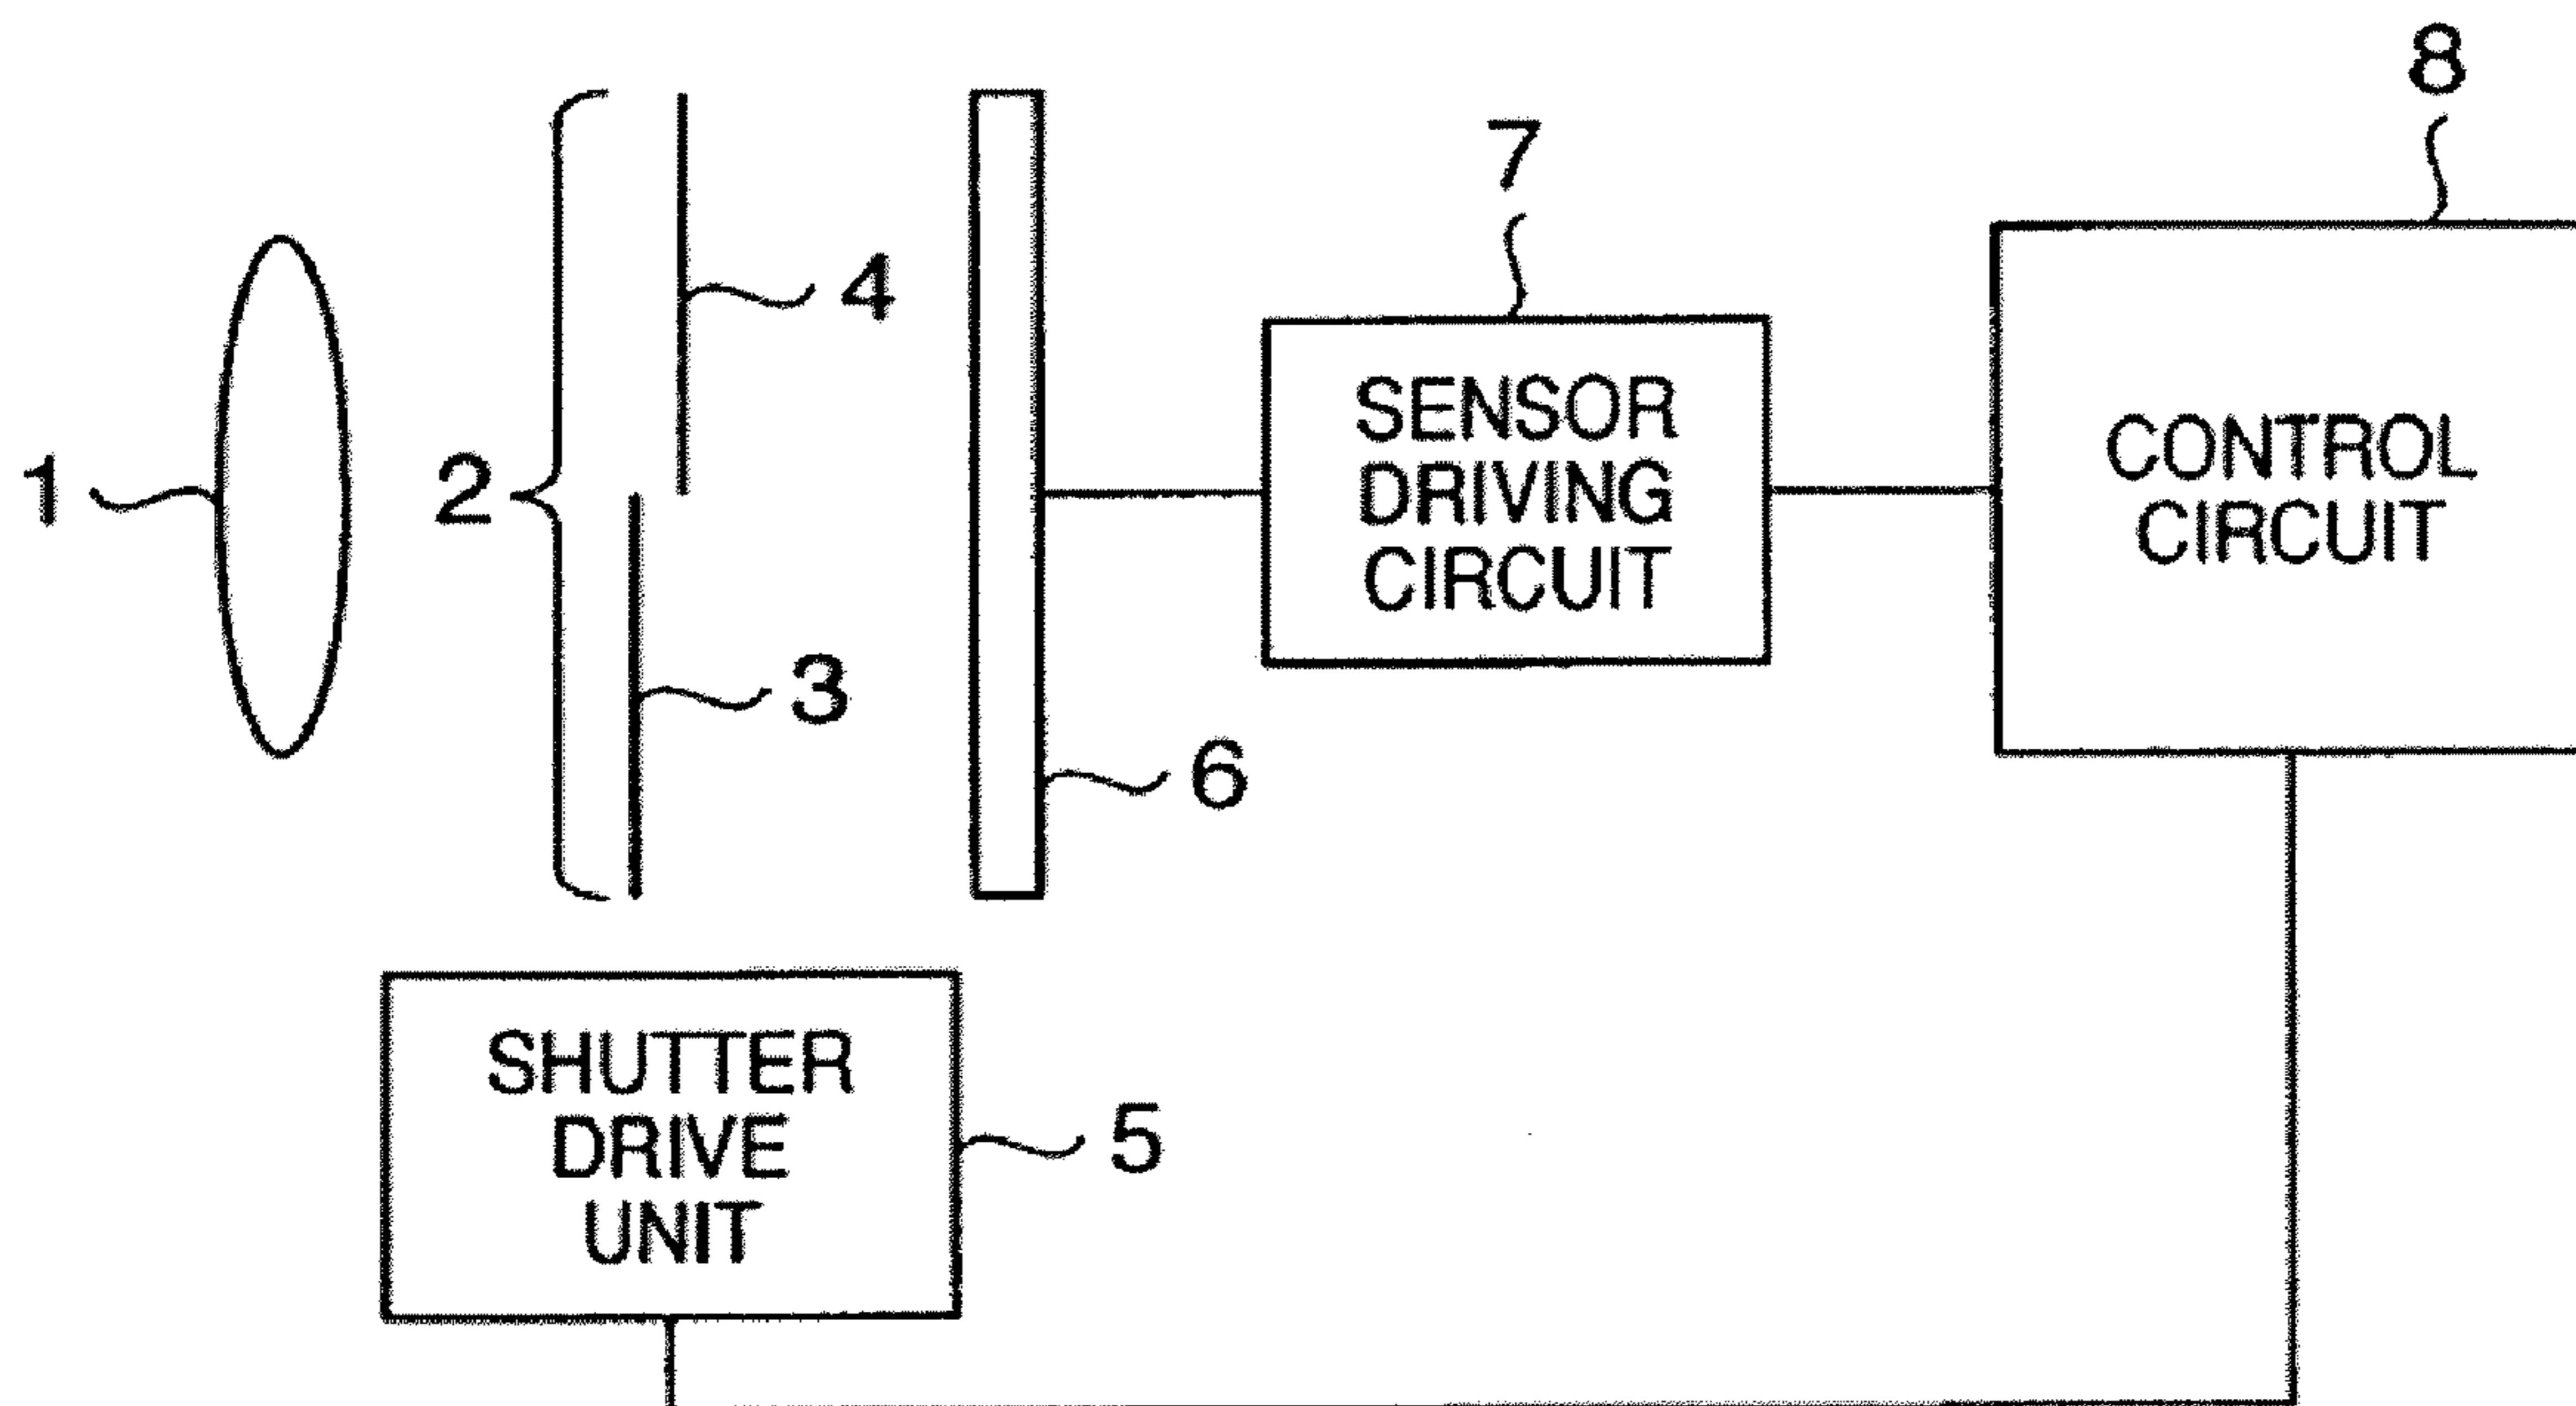 8
7
4
SENSOR
DRIVING
CIRCUIT
CONTROL
CIRCUIT
1
2
3
6
SHUTTER
DRIVE
UNIT
5